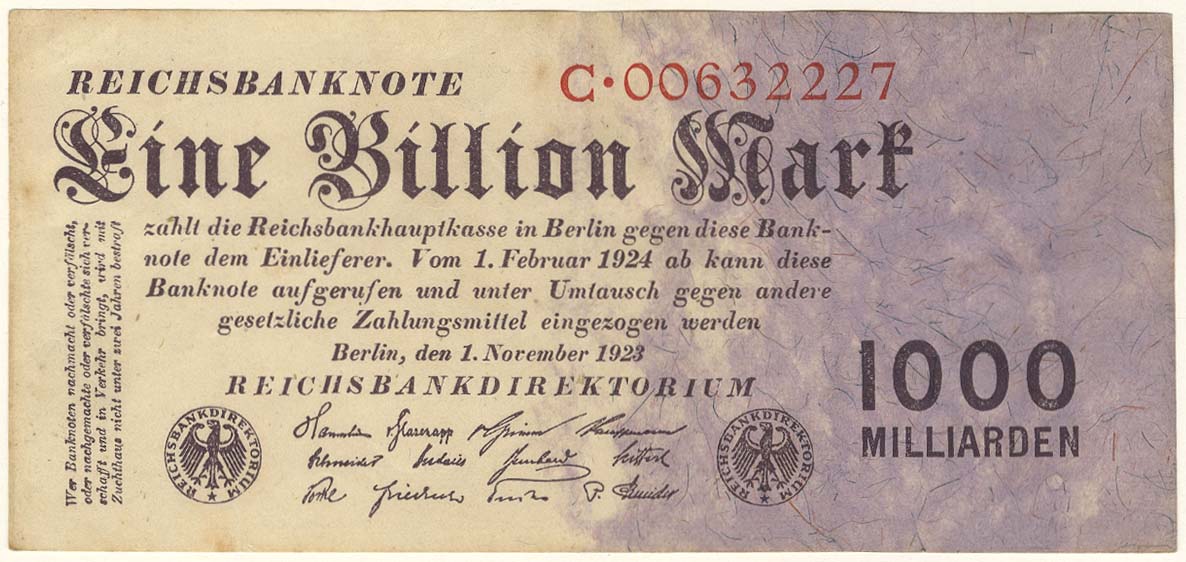 REICHSBANKNOTE
C·00632227
Eine Billion Mark
zahlt die Reichsbankhauptkasse in Berlin gegen diese Bank-
note dem Einlieferer. Vom 1. Februar 1924 ab kann diese
Banknote aufgerufen und unter Umtausch gegen andere
gesetzliche Zahlungsmittel eingezogen werden
Berlin, den 1. November 1923
REICHSBANKDIREKTORIUM
1000
MILLIARDEN
REICHSBANKDIREKTORIUM
REICHSBANKDIREKTORIUM
Schneider
Friedrich
Wer Banknoten nachmacht oder verfälscht,
oder nachgemachte oder verfälschte sich ver-
schafft und in Verkehr bringt, wird mit
Zuchthaus nicht unter zwei Jahren bestraft